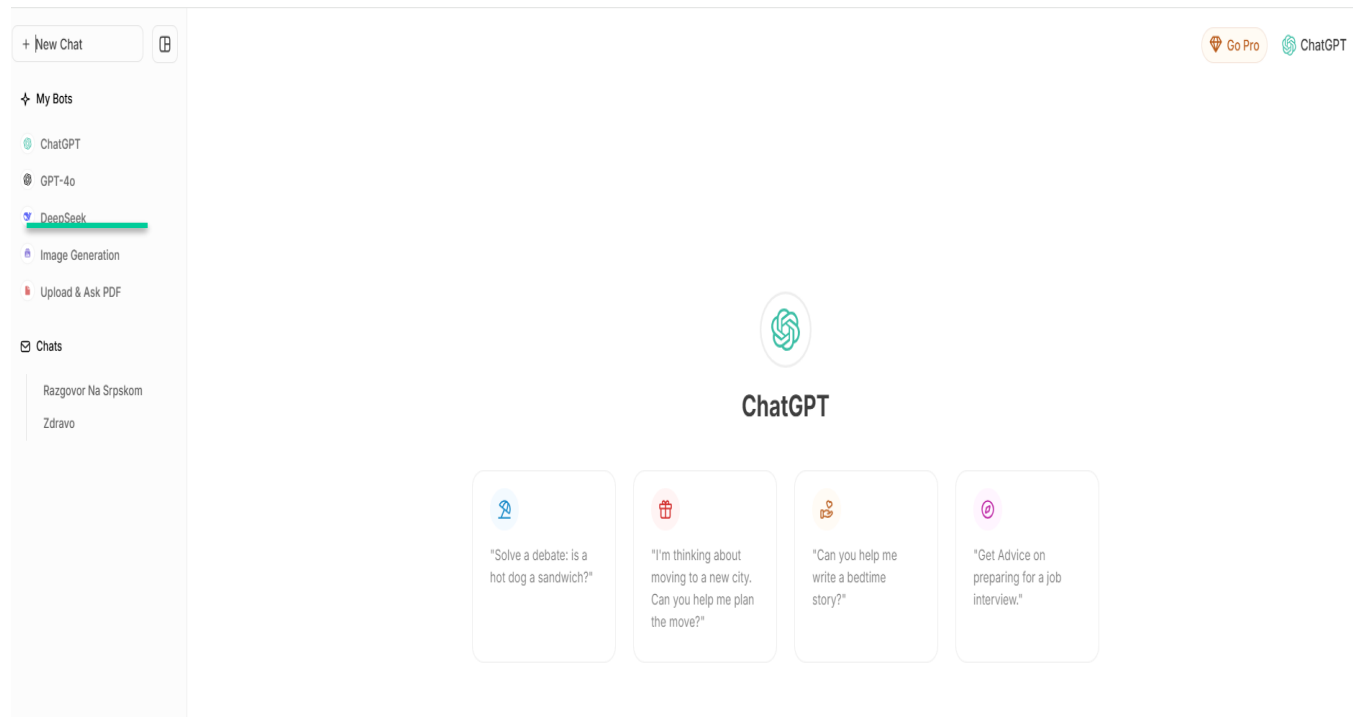 + New Chat
My Bots
ChatGPT
GPT-4o
DeepSeek
Image Generation
Upload & Ask PDF
Chats
Razgovor Na Srpskom
Zdravo
Go Pro
ChatGPT
ChatGPT
"Solve a debate: is a
hot dog a sandwich?"
"I'm thinking about
moving to a new city.
Can you help me plan
the move?"
"Can you help me
write a bedtime
story?"
"Get Advice on
preparing for a job
interview."